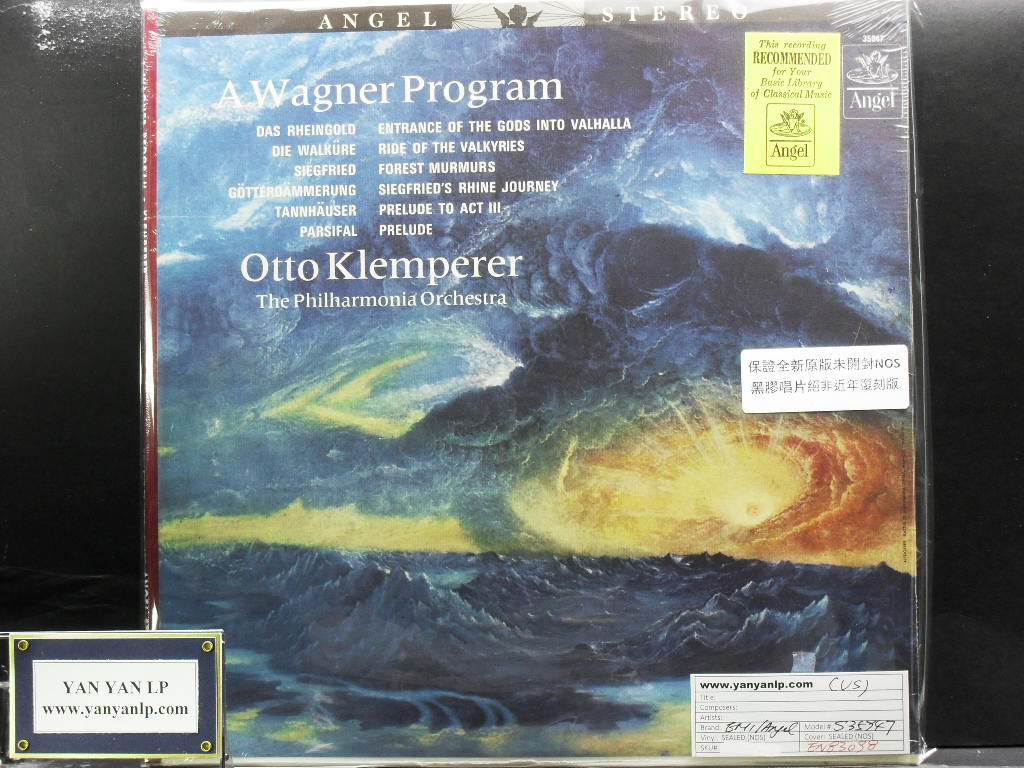 ANGEL STEREO
35947
Angel
This recording
RECOMMENDED
for Your
Basic Library
of Classical Music
Angel
A Wagner Program
DAS RHEINGOLD ENTRANCE OF THE GODS INTO VALHALLA
DIE WALKÜRE RIDE OF THE VALKYRIES
SIEGFRIED FOREST MURMURS
GÖTTERDÄMMERUNG SIEGFRIED'S RHINE JOURNEY
TANNHÄUSER PRELUDE TO ACT III
PARSIFAL PRELUDE
Otto Klemperer
The Philharmonia Orchestra
保證全新原版未開封NOS
黑膠唱片絕非近年復刻版
YAN YAN LP
www.yanyanlp.com
www.yanyanlp.com (US)
Title:
Composers:
Artists:
Brand: EMI/Angel Model# S35947
Vinyl: SEALED (NOS) Cover: SEALED (NOS)
SKU# EN83098